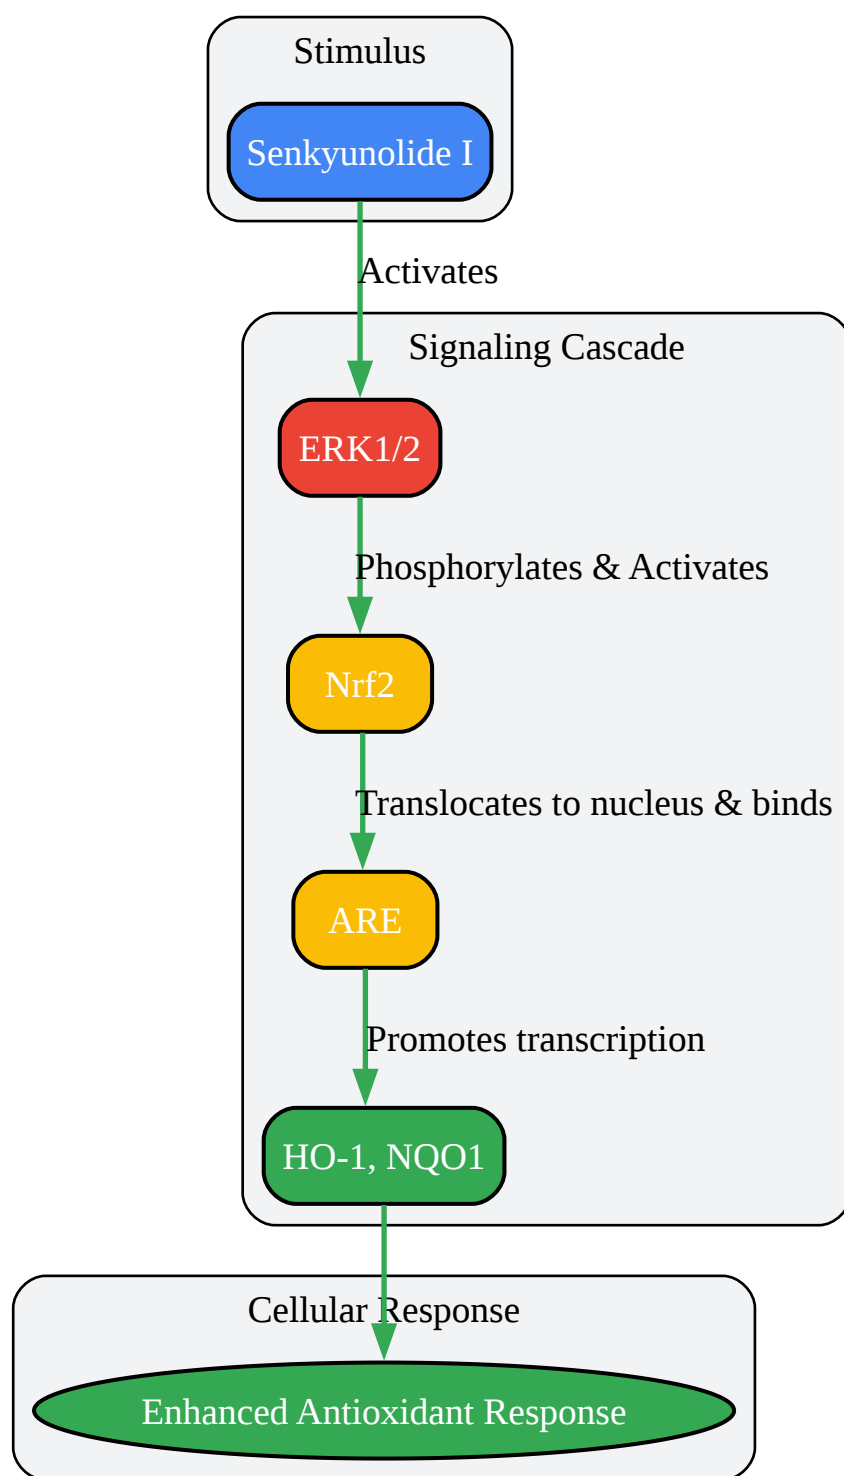 Stimulus
Senkyunolide I
Activates
Signaling Cascade
ERK1/2
Phosphorylates & Activates
Nrf2
Translocates to nucleus & binds
ARE
Promotes transcription
HO-1, NQO1
Cellular Response
Enhanced Antioxidant Response